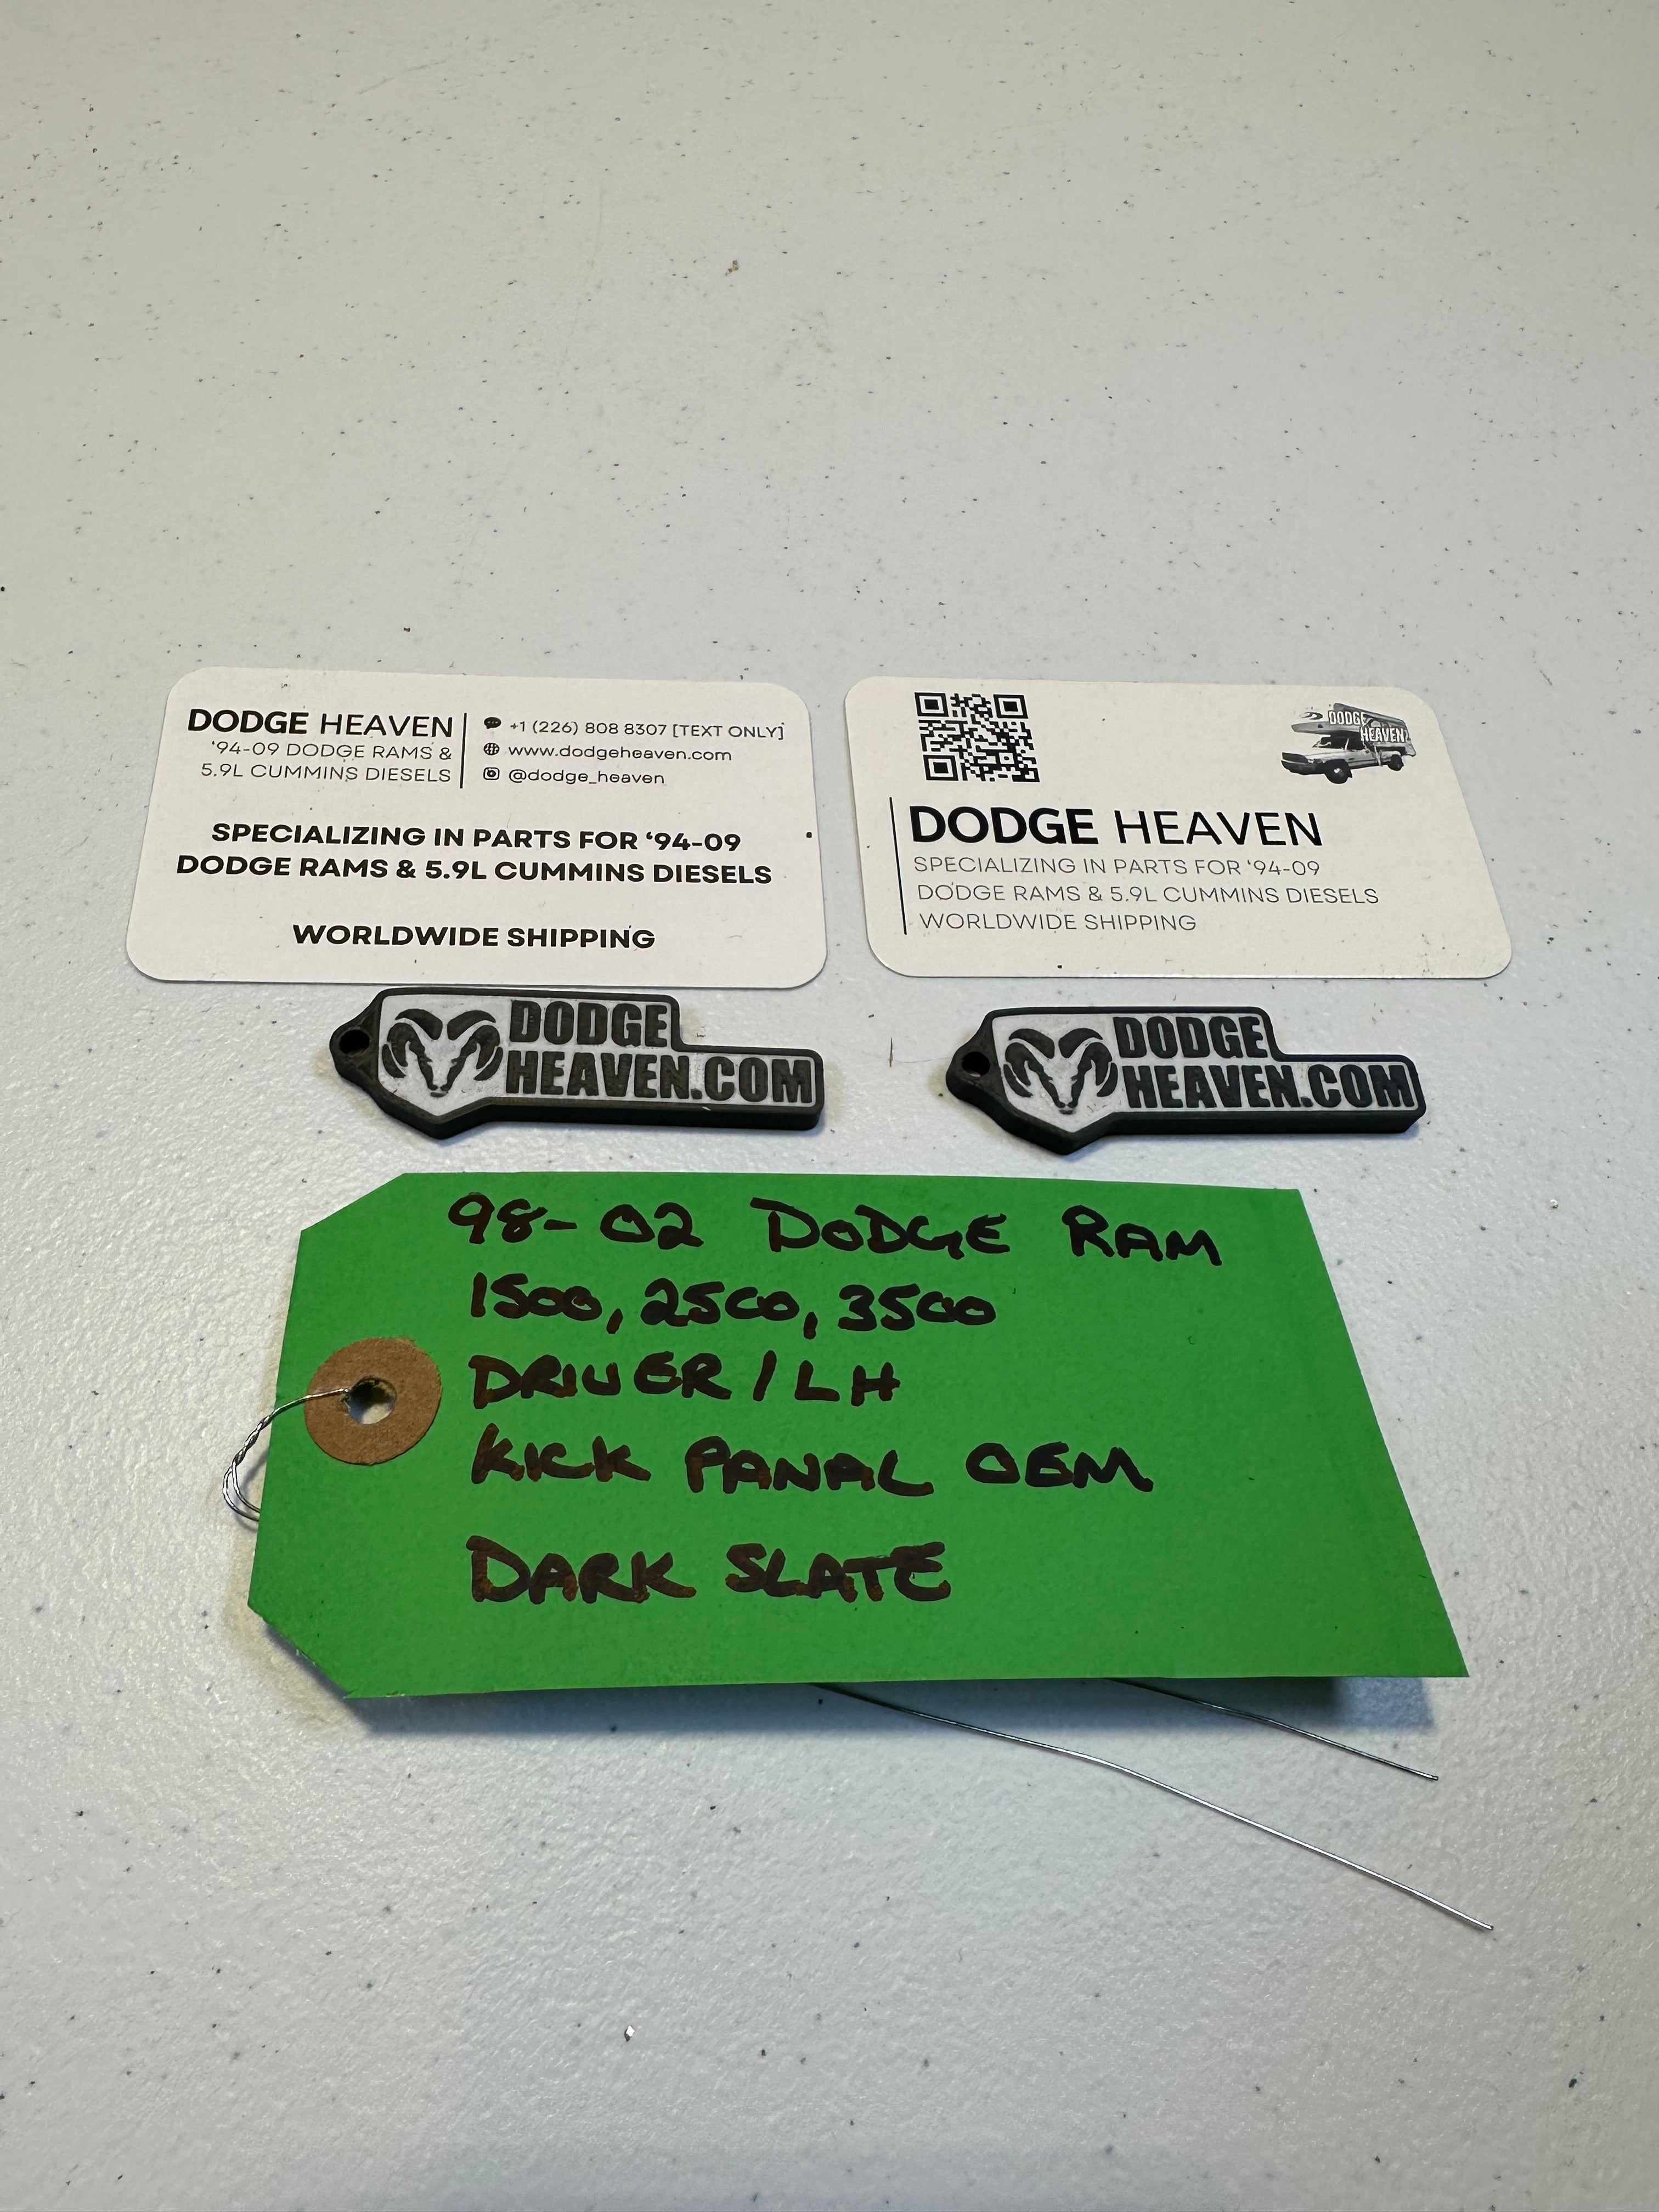 DODGE HEAVEN
'94-09 DODGE RAMS &
5.9L CUMMINS DIESELS
+1 (226) 808 8307 [TEXT ONLY]
www.dodgeheaven.com
@dodge_heaven
SPECIALIZING IN PARTS FOR '94-09
DODGE RAMS & 5.9L CUMMINS DIESELS
WORLDWIDE SHIPPING
DODGE
HEAVEN
DODGE HEAVEN
SPECIALIZING IN PARTS FOR '94-09
DODGE RAMS & 5.9L CUMMINS DIESELS
WORLDWIDE SHIPPING
DODGE
HEAVEN.COM
DODGE
HEAVEN.COM
98-02 DODGE RAM
1500, 2500, 3500
DRIVER / LH
KICK PANAL OEM
DARK SLATE